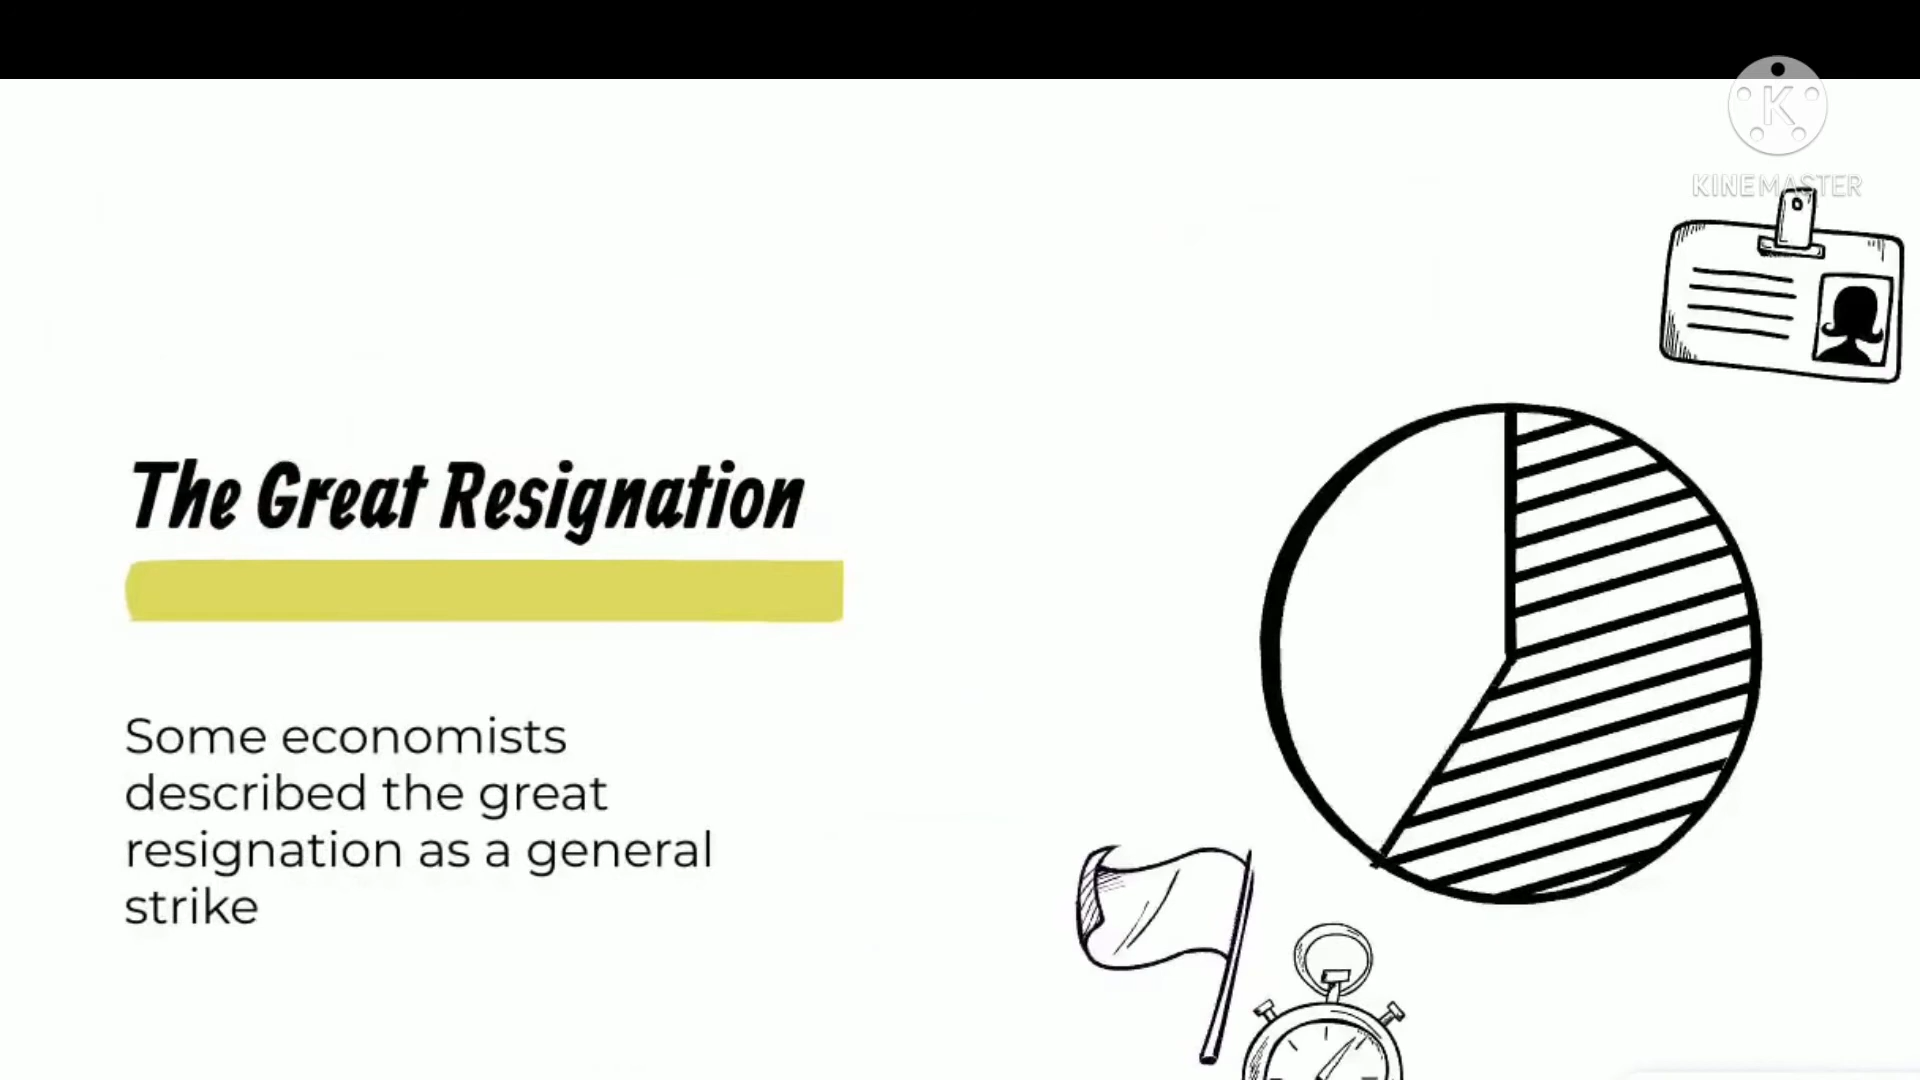 K
KINEMASTER
The Great Resignation
Some economists
described the great
resignation as a general
strike